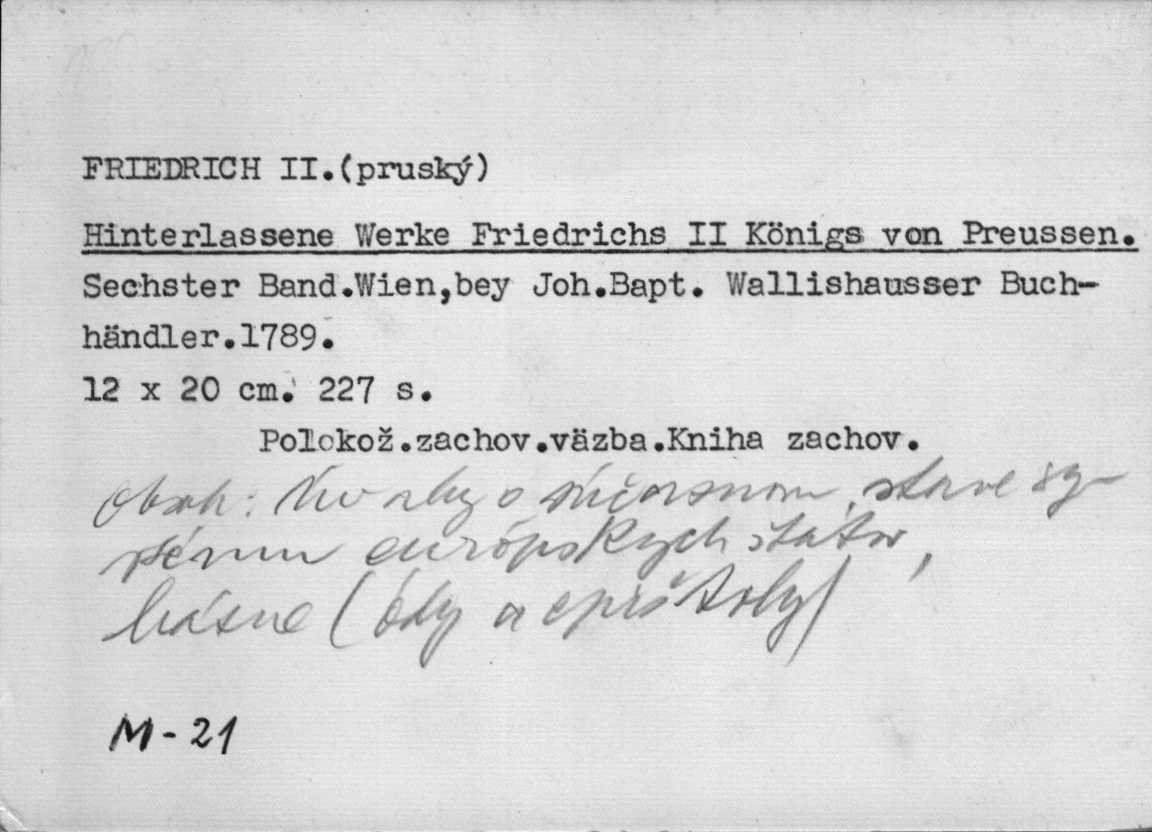 FRIEDRICH II.(pruský)
Hinterlassene Werke Friedrichs II Königs von Preussen.
Sechster Band.Wien,bey Joh.Bapt. Wallishausser Buch-
händler.1789.
12 x 20 cm. 227 s.
Polokož.zachov.väzba.Kniha zachov.
Obsah: Úvahy o súčasnom stave sy-
stému európskych štátov,
básne (ódy a epištoly)
M-21